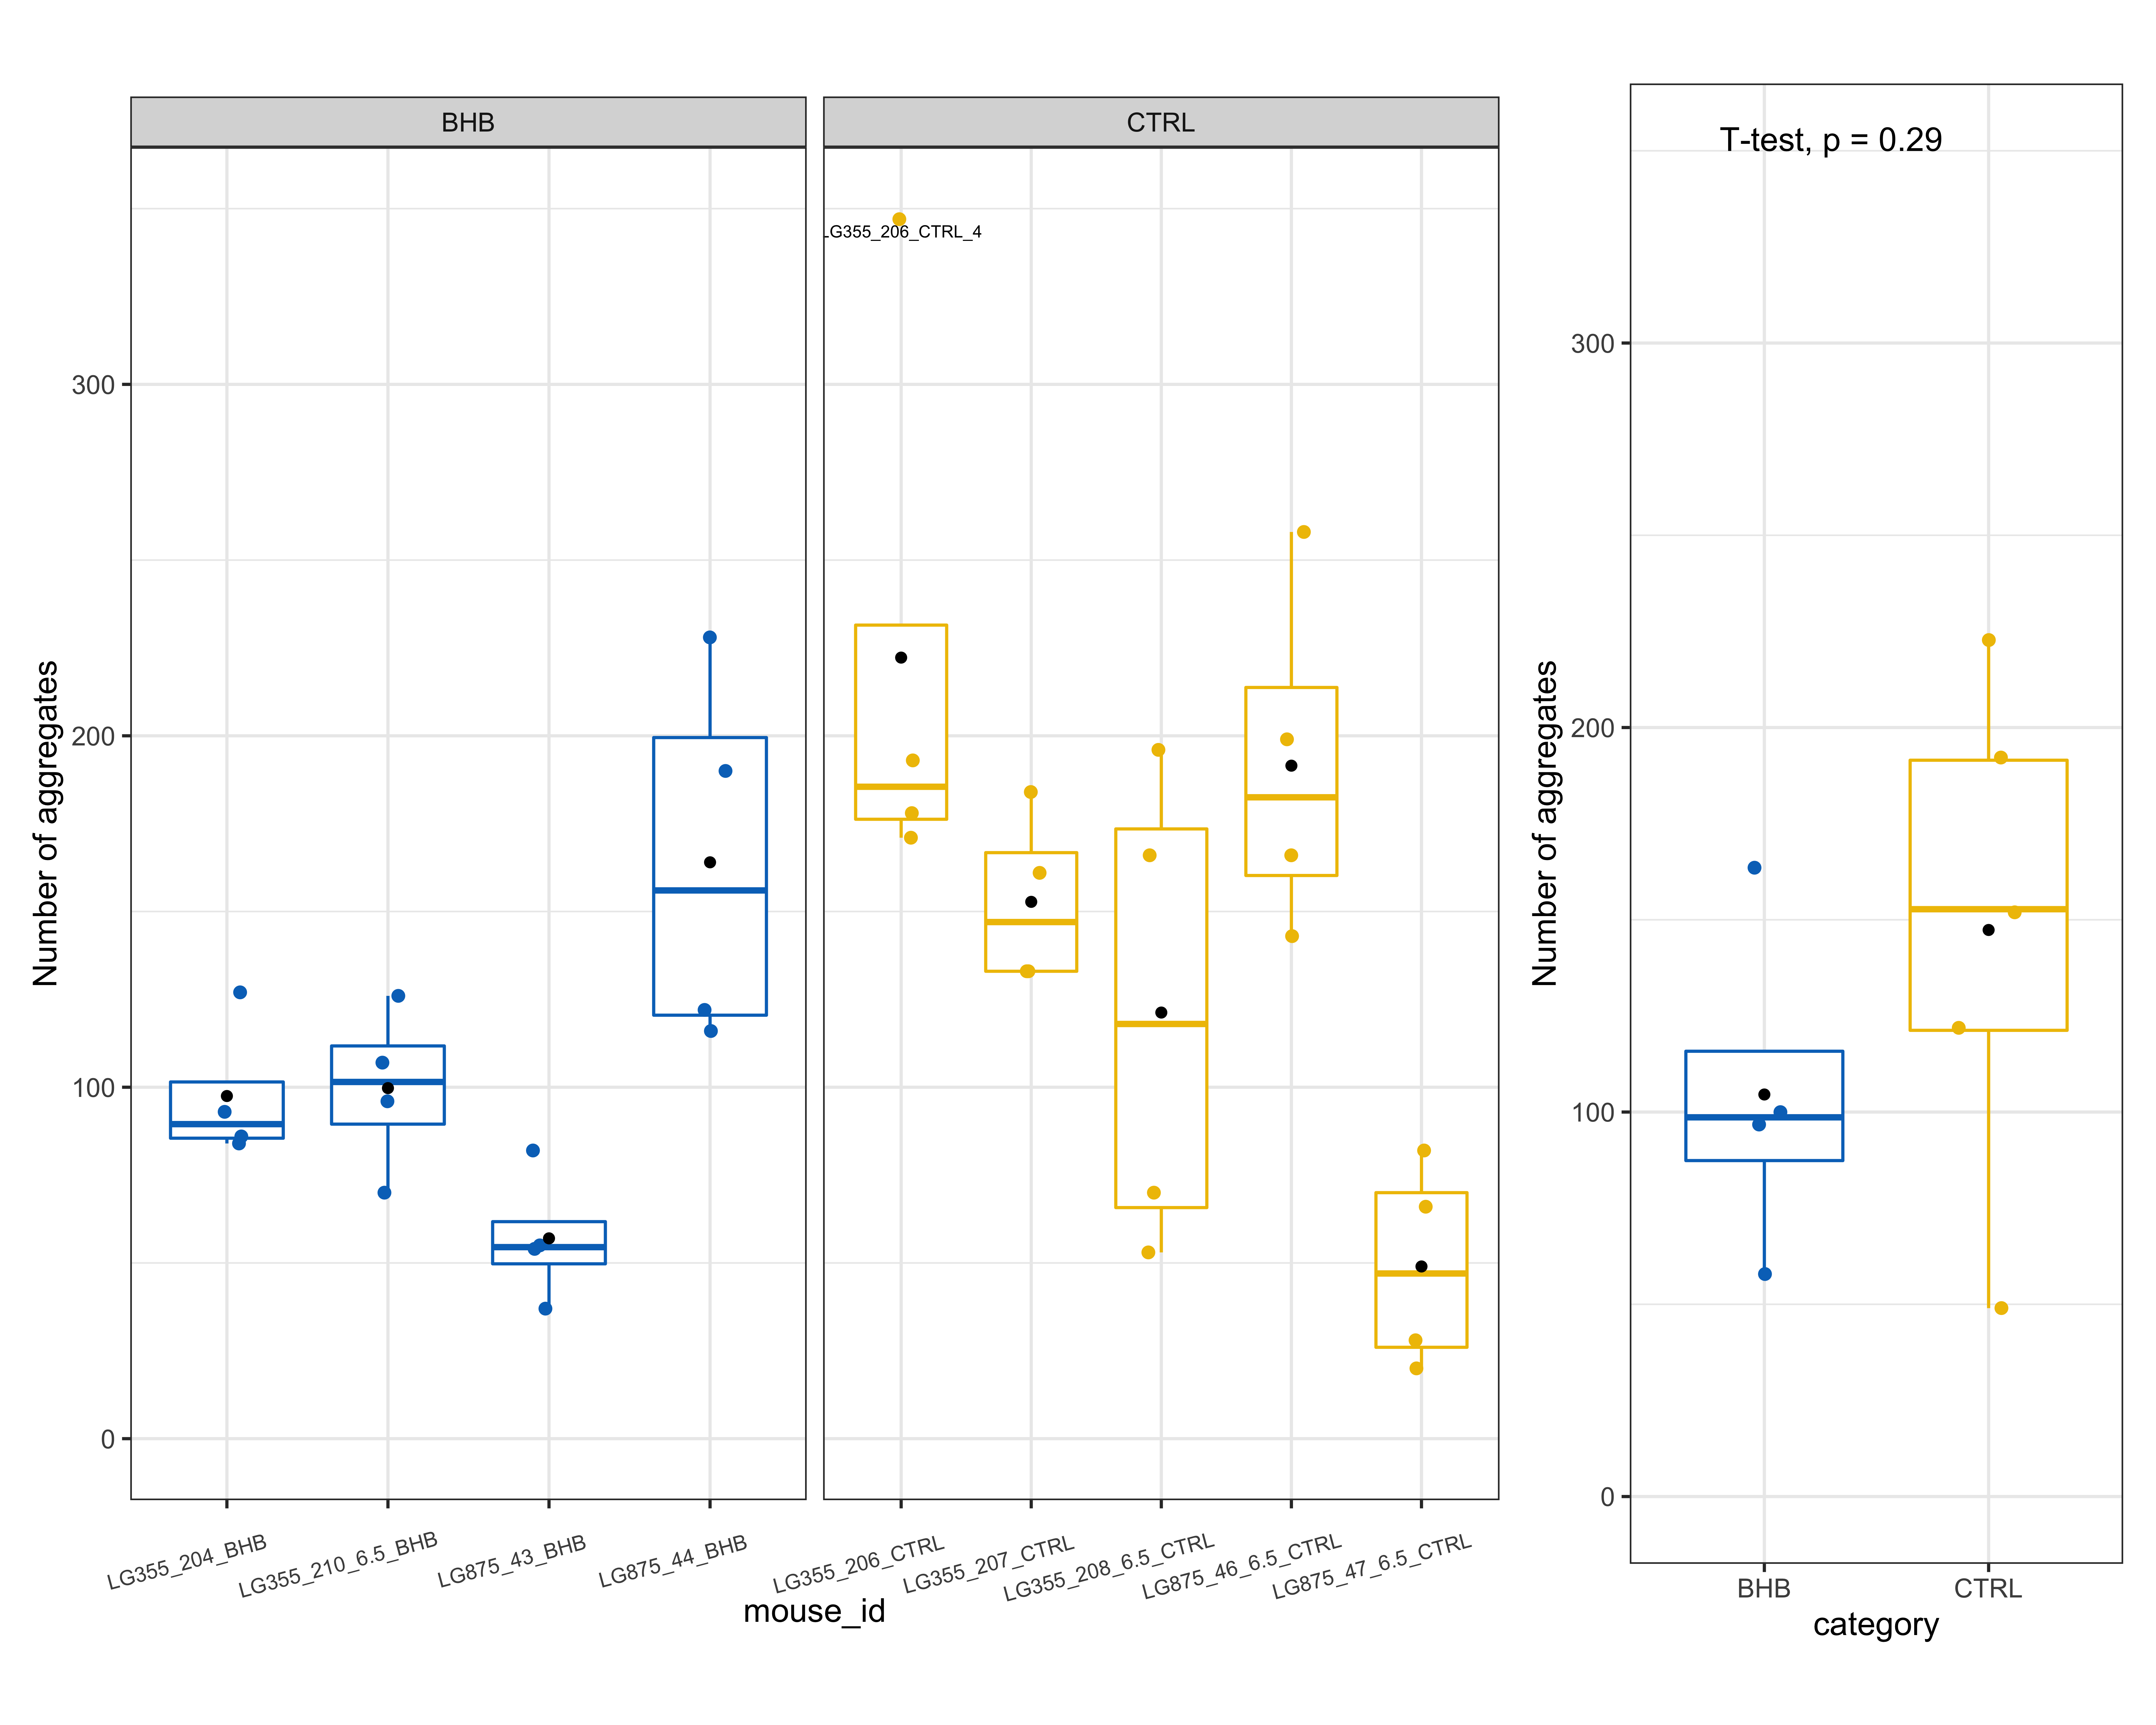 BHB
CTRL
T-test, p = 0.29
LG355_206_CTRL_4
Number of aggregates
300
200
100
0
LG355_204_BHB
LG355_210_6.5_BHB
LG875_43_BHB
LG875_44_BHB
LG355_206_CTRL
LG355_207_CTRL
LG355_208_6.5_CTRL
LG875_46_6.5_CTRL
LG875_47_6.5_CTRL
mouse_id
Number of aggregates
300
200
100
0
BHB
CTRL
category